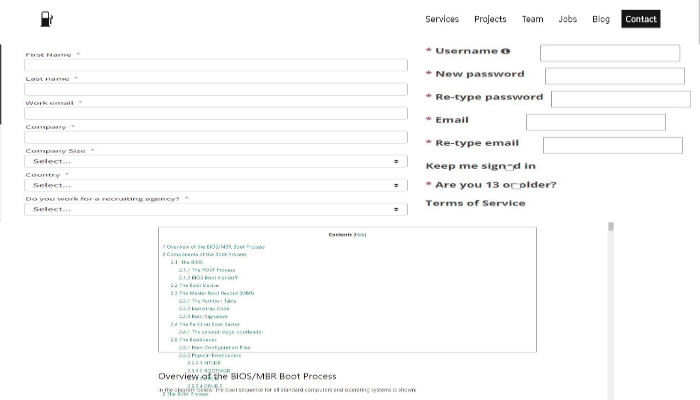 Services Projects Team Jobs Blog Contact
First Name *
Last name *
Work email *
Company *
Company Size *
Select...
Country *
Select...
Do you work for a recruiting agency? *
Select...
* Username
* New password
* Re-type password
* Email
* Re-type email
Keep me signed in
* Are you 13 or older?
Terms of Service
Contents [hide]
1 Overview of the BIOS/MBR Boot Process
2 Components of the Boot Process
2.1 The BIOS
2.1.1 The POST Process
2.1.2 BIOS Boot Handoff
2.2 The Boot Device
2.3 The Master Boot Record (MBR)
2.3.1 The Partition Table
2.3.2 Bootstrap Code
2.3.3 Boot Signature
2.4 The Partition Boot Sector
2.4.1 The second-stage bootloader
2.5 The Bootloader
2.5.1 Boot Configuration Files
2.5.2 Popular Bootloaders
2.5.2.1 NTLDR
2.5.2.2 BOOTMGR
Overview of the BIOS/MBR Boot Process
2.5.2.4 GRUB 2
In the diagram below, the boot sequence for all standard computers and operating systems is shown:
3 The Boot Process